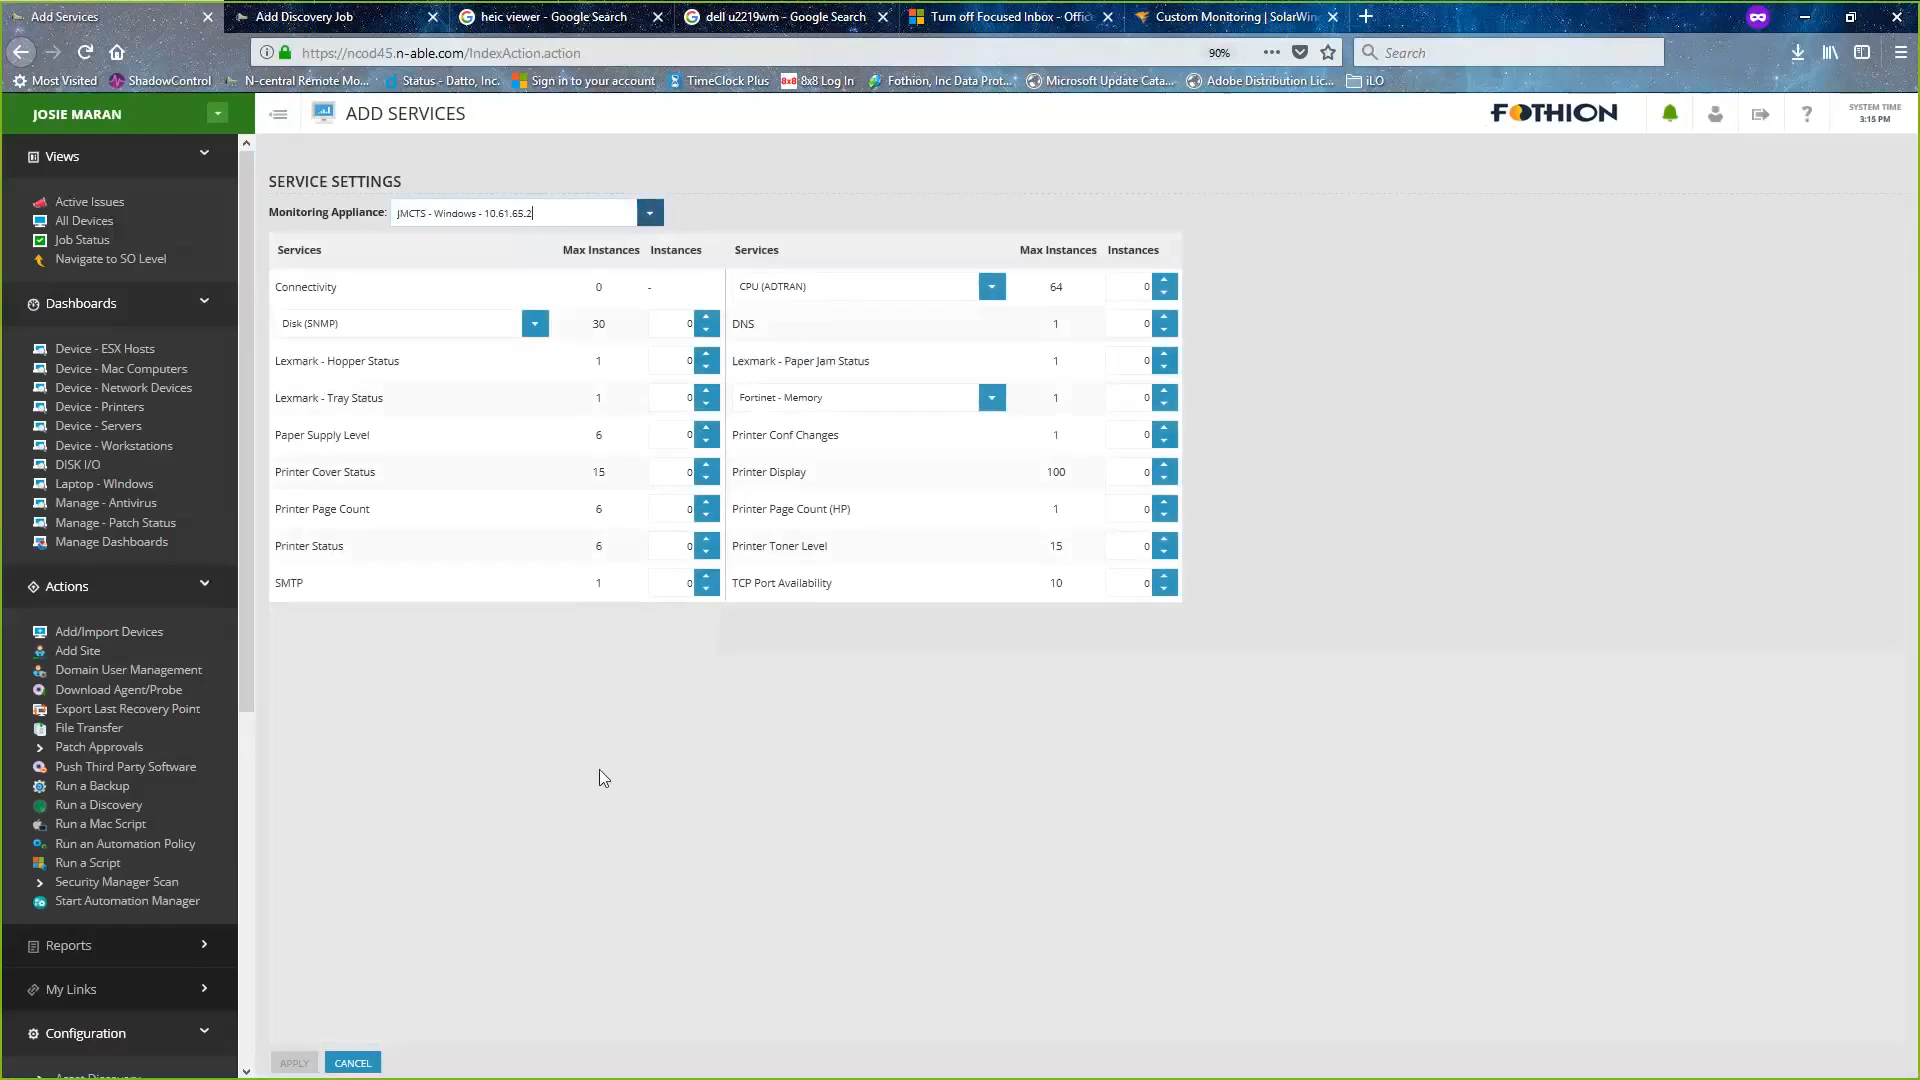 Add Services
Add Discovery Job
heic viewer - Google Search
dell u2219wm - Google Search
Turn off Focused Inbox - Offic
Custom Monitoring | SolarWin
https://ncod45.n-able.com/IndexAction.action
90%
Search
Most Visited
ShadowControl
N-central Remote Mo...
Status - Datto, Inc.
Sign in to your account
TimeClock Plus
8x8 Log In
Fothion, Inc Data Prot...
Microsoft Update Cata...
Adobe Distribution Lic...
iLO
JOSIE MARAN
ADD SERVICES
FOTHION
SYSTEM TIME
3:15 PM
Views
Active Issues
All Devices
Job Status
Navigate to SO Level
Dashboards
Device - ESX Hosts
Device - Mac Computers
Device - Network Devices
Device - Printers
Device - Servers
Device - Workstations
DISK I/O
Laptop - WIndows
Manage - Antivirus
Manage - Patch Status
Manage Dashboards
Actions
Add/Import Devices
Add Site
Domain User Management
Download Agent/Probe
Export Last Recovery Point
File Transfer
Patch Approvals
Push Third Party Software
Run a Backup
Run a Discovery
Run a Mac Script
Run an Automation Policy
Run a Script
Security Manager Scan
Start Automation Manager
Reports
My Links
Configuration
SERVICE SETTINGS
Monitoring Appliance: JMCTS - Windows - 10.61.65.2
Services Max Instances Instances Services Max Instances Instances
Connectivity 0 - CPU (ADTRAN) 64 0
Disk (SNMP) 30 0 DNS 1 0
Lexmark - Hopper Status 1 0 Lexmark - Paper Jam Status 1 0
Lexmark - Tray Status 1 0 Fortinet - Memory 1 0
Paper Supply Level 6 0 Printer Conf Changes 1 0
Printer Cover Status 15 0 Printer Display 100 0
Printer Page Count 6 0 Printer Page Count (HP) 1 0
Printer Status 6 0 Printer Toner Level 15 0
SMTP 1 0 TCP Port Availability 10 0
APPLY CANCEL